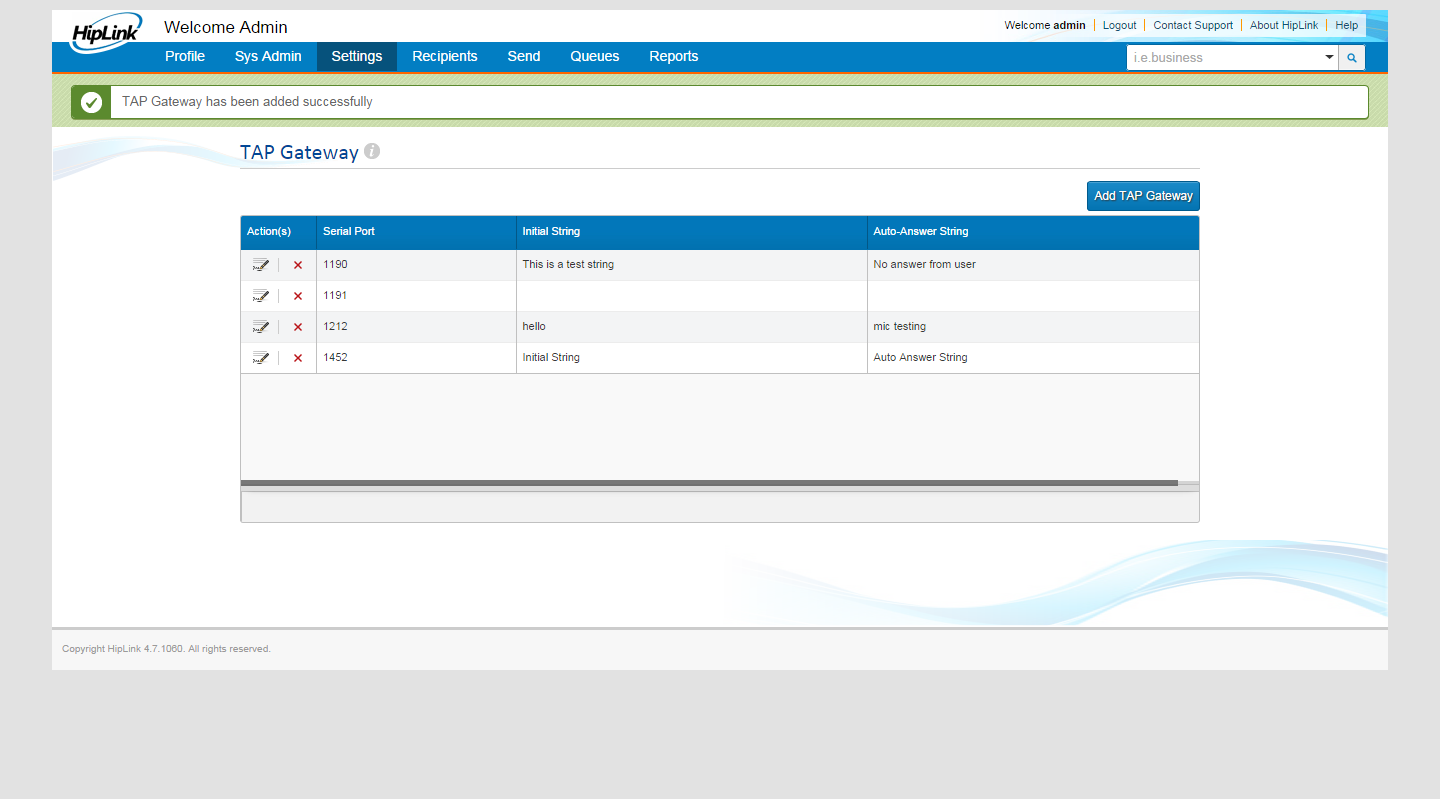 HipLink
Welcome Admin
Welcome admin Logout Contact Support About HipLink Help
Profile Sys Admin Settings Recipients Send Queues Reports
i.e.business
TAP Gateway has been added successfully
TAP Gateway i
Add TAP Gateway
Action(s) Serial Port Initial String Auto-Answer String
1190 This is a test string No answer from user
1191
1212 hello mic testing
1452 Initial String Auto Answer String
Copyright HipLink 4.7.1060. All rights reserved.